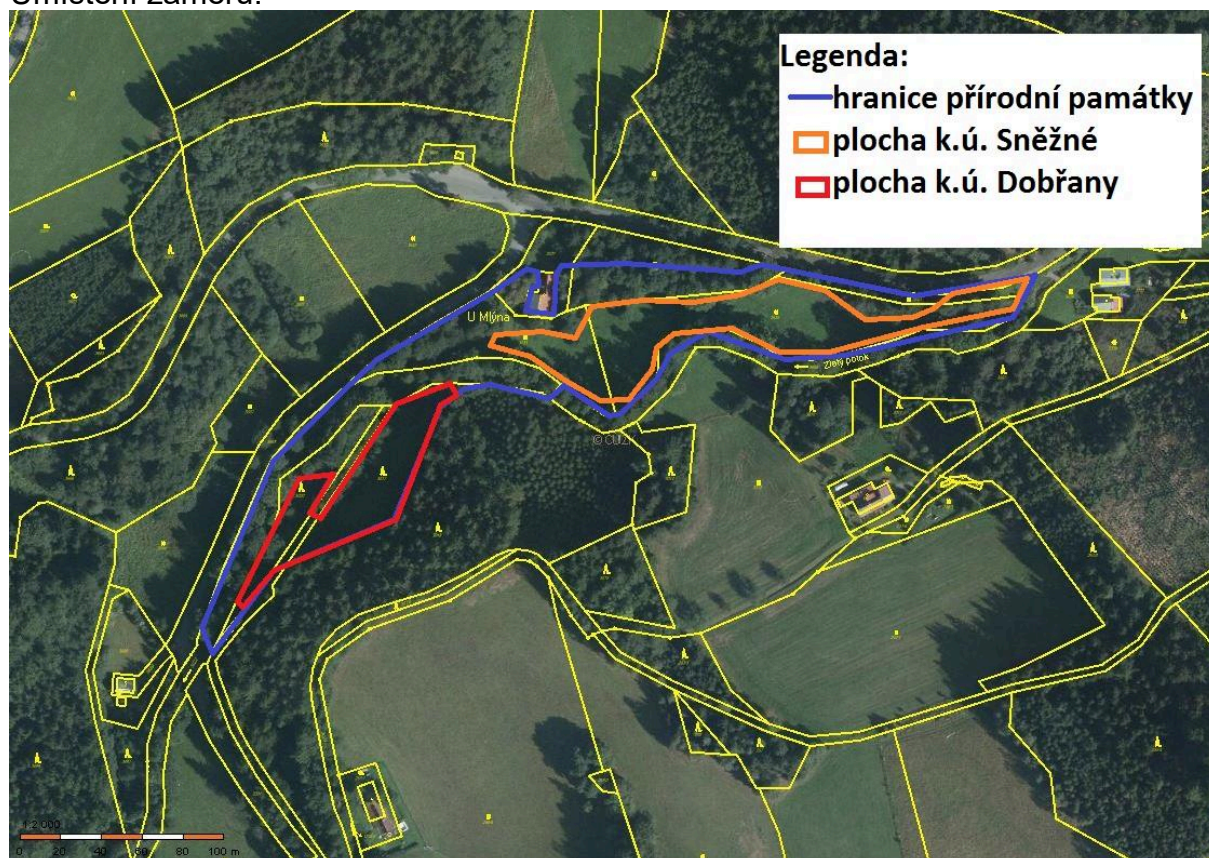 Umístění záměru:
Legenda:
hranice přírodní památky
plocha k.ú. Sněžné
plocha k.ú. Dobřany
U Mlýna
Zlatý potok
© ČÚZK
1:2 000
0 20 40 60 80 100 m